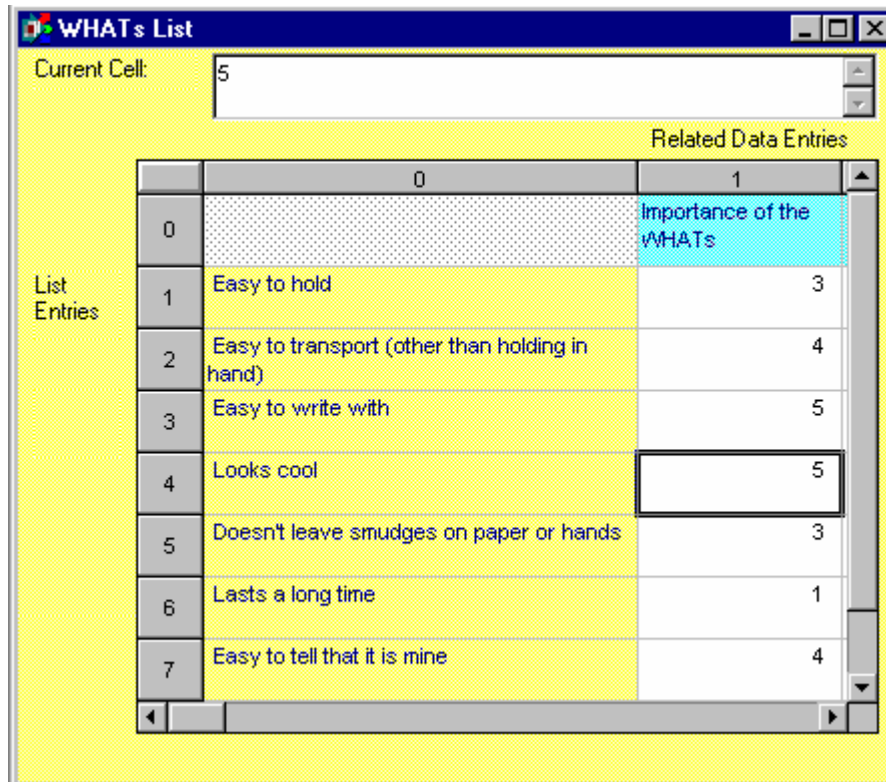 WHATs List
Current Cell:
5
Related Data Entries
0
1
0
Importance of the
WHATs
List
Entries
1
Easy to hold
3
2
Easy to transport (other than holding in
hand)
4
3
Easy to write with
5
4
Looks cool
5
5
Doesn't leave smudges on paper or hands
3
6
Lasts a long time
1
7
Easy to tell that it is mine
4